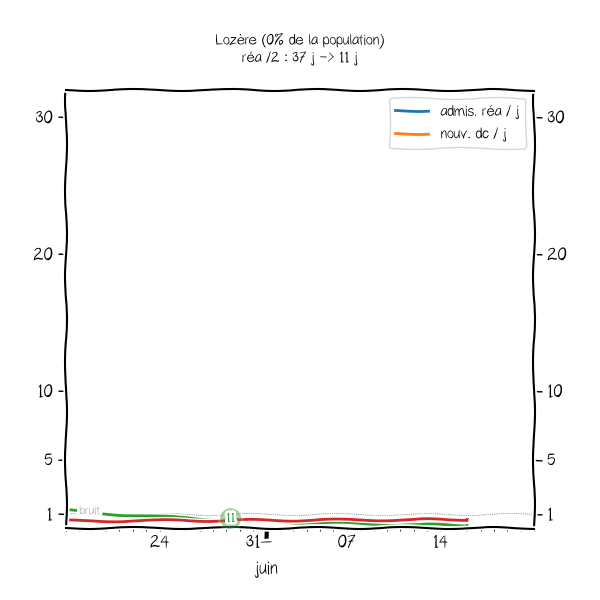 Lozère (0% de la population)
réa /2 : 37 j -> 11 j
admis. réa / j
nouv. dc / j
30
30
20
20
10
10
5
5
1
bruit
11
1
24
31
07
14
juin